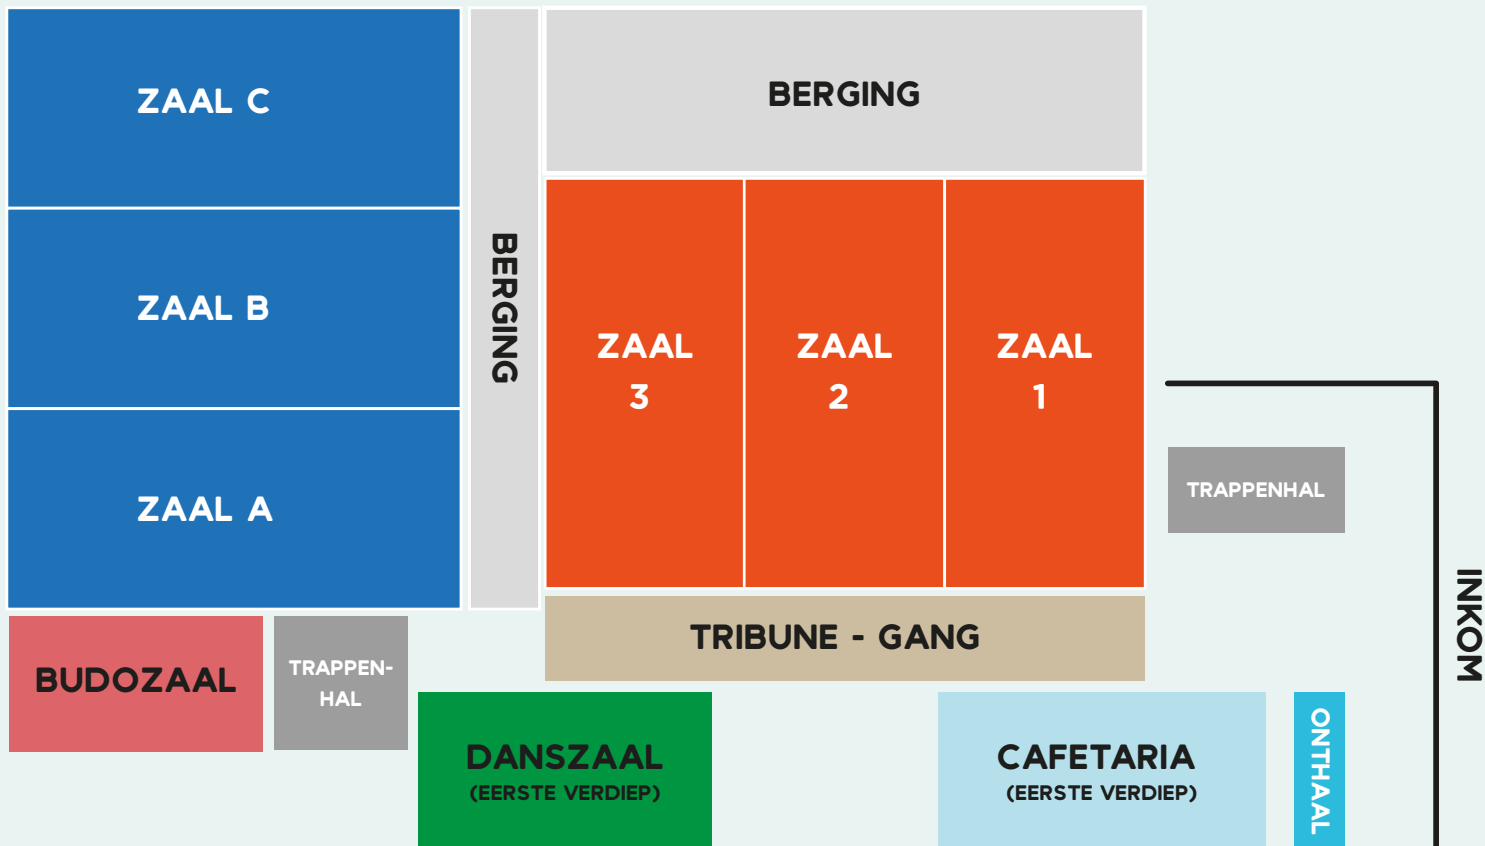 ZAAL C
BERGING
ZAAL B
BERGING
ZAAL
3
ZAAL
2
ZAAL
1
ZAAL A
TRAPPENHAL
INKOM
TRIBUNE - GANG
BUDOZAAL
TRAPPEN-
HAL
DANSZAAL
(EERSTE VERDIEP)
CAFETARIA
(EERSTE VERDIEP)
ONTHAAL